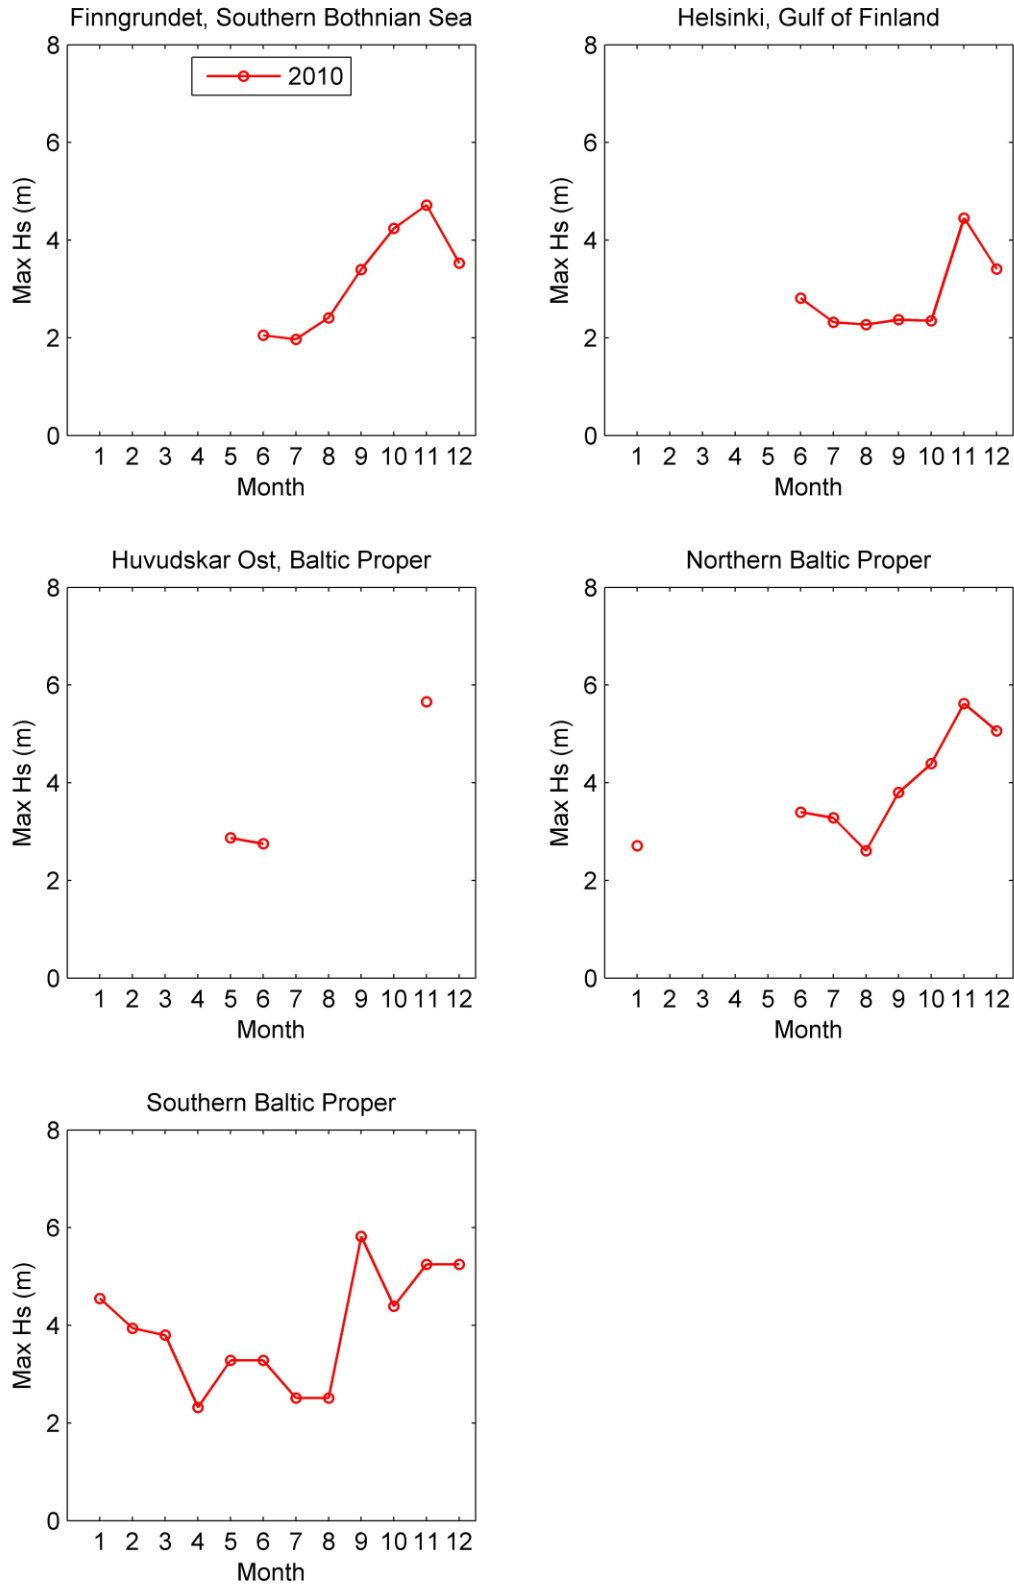 Finngrundet, Southern Bothnian Sea
8
6
4
2
0
Max Hs (m)
2010
1 2 3 4 5 6 7 8 9 10 11 12
Month
Helsinki, Gulf of Finland
8
6
4
2
0
Max Hs (m)
1 2 3 4 5 6 7 8 9 10 11 12
Month
Huvudskar Ost, Baltic Proper
8
6
4
2
0
Max Hs (m)
1 2 3 4 5 6 7 8 9 10 11 12
Month
Northern Baltic Proper
8
6
4
2
0
Max Hs (m)
1 2 3 4 5 6 7 8 9 10 11 12
Month
Southern Baltic Proper
8
6
4
2
0
Max Hs (m)
1 2 3 4 5 6 7 8 9 10 11 12
Month